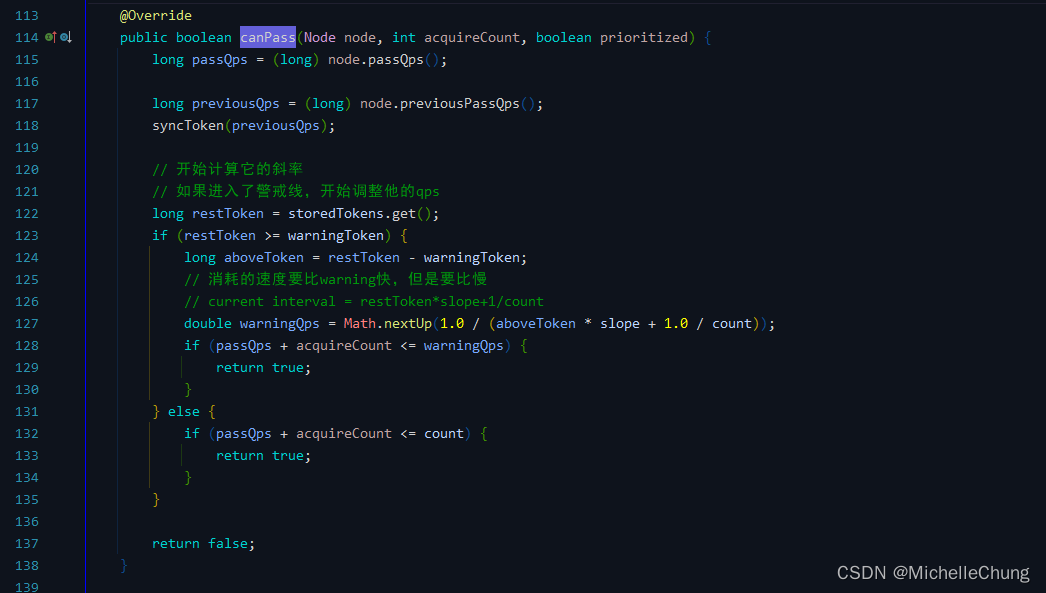 113 @Override
114 public boolean canPass(Node node, int acquireCount, boolean prioritized) {
115 long passQps = (long) node.passQps();
116
117 long previousQps = (long) node.previousPassQps();
118 syncToken(previousQps);
119
120 // 开始计算它的斜率
121 // 如果进入了警戒线，开始调整他的qps
122 long restToken = storedTokens.get();
123 if (restToken >= warningToken) {
124 long aboveToken = restToken - warningToken;
125 // 消耗的速度要比warning快，但是要比慢
126 // current interval = restToken*slope+1/count
127 double warningQps = Math.nextUp(1.0 / (aboveToken * slope + 1.0 / count));
128 if (passQps + acquireCount <= warningQps) {
129 return true;
130 }
131 } else {
132 if (passQps + acquireCount <= count) {
133 return true;
134 }
135 }
136
137 return false;
138 }
139
CSDN @MichelleChung